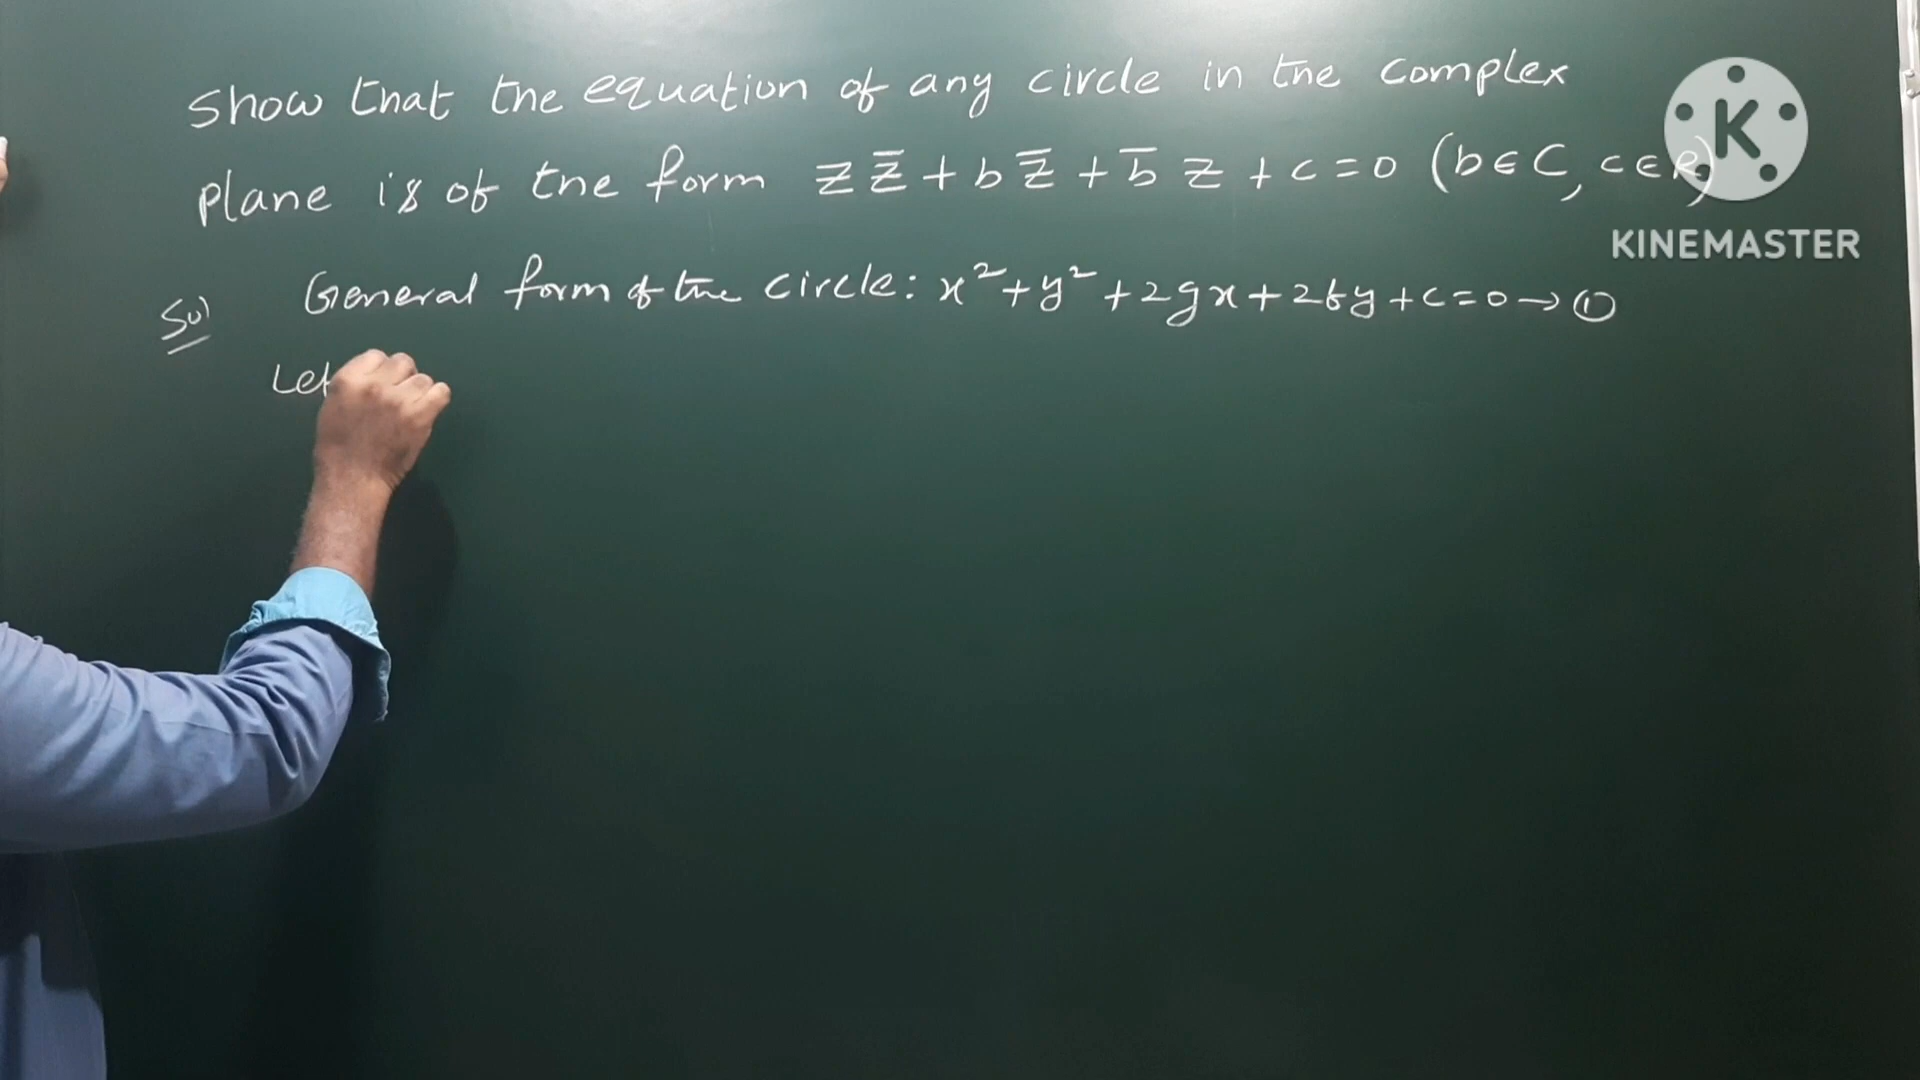 Show that the equation of any circle in the complex
plane is of the form z z̅ + b z̅ + b̅ z + c = 0 (b ∈ C, c ∈ R)
Sol General form of the circle: x² + y² + 2gx + 2fy + c = 0 → ①
Let
K
KINEMASTER